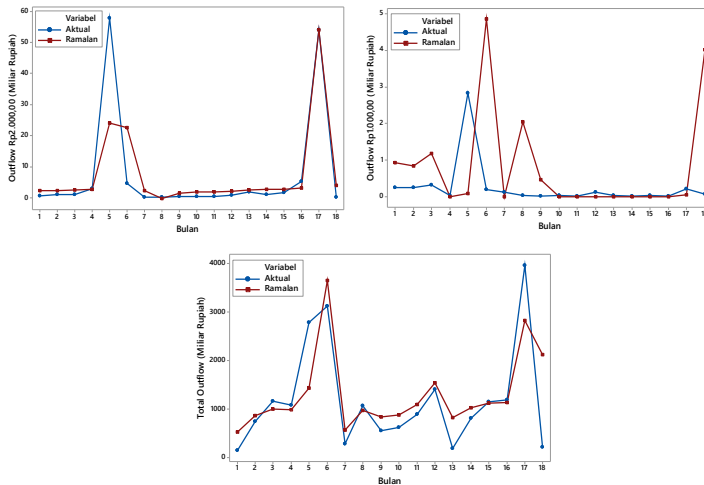 Outflow Rp2.000,00 (Miliar Rupiah)
60
50
40
30
20
10
0
Variabel
Aktual
Ramalan
1 2 3 4 5 6 7 8 9 10 11 12 13 14 15 16 17 18
Bulan
Outflow Rp1000,00 (Miliar Rupiah)
5
4
3
2
1
0
Variabel
Aktual
Ramalan
1 2 3 4 5 6 7 8 9 10 11 12 13 14 15 16 17
Bulan
Total Outflow (Miliar Rupiah)
4000
3000
2000
1000
0
Variabel
Aktual
Ramalan
1 2 3 4 5 6 7 8 9 10 11 12 13 14 15 16 17 18
Bulan